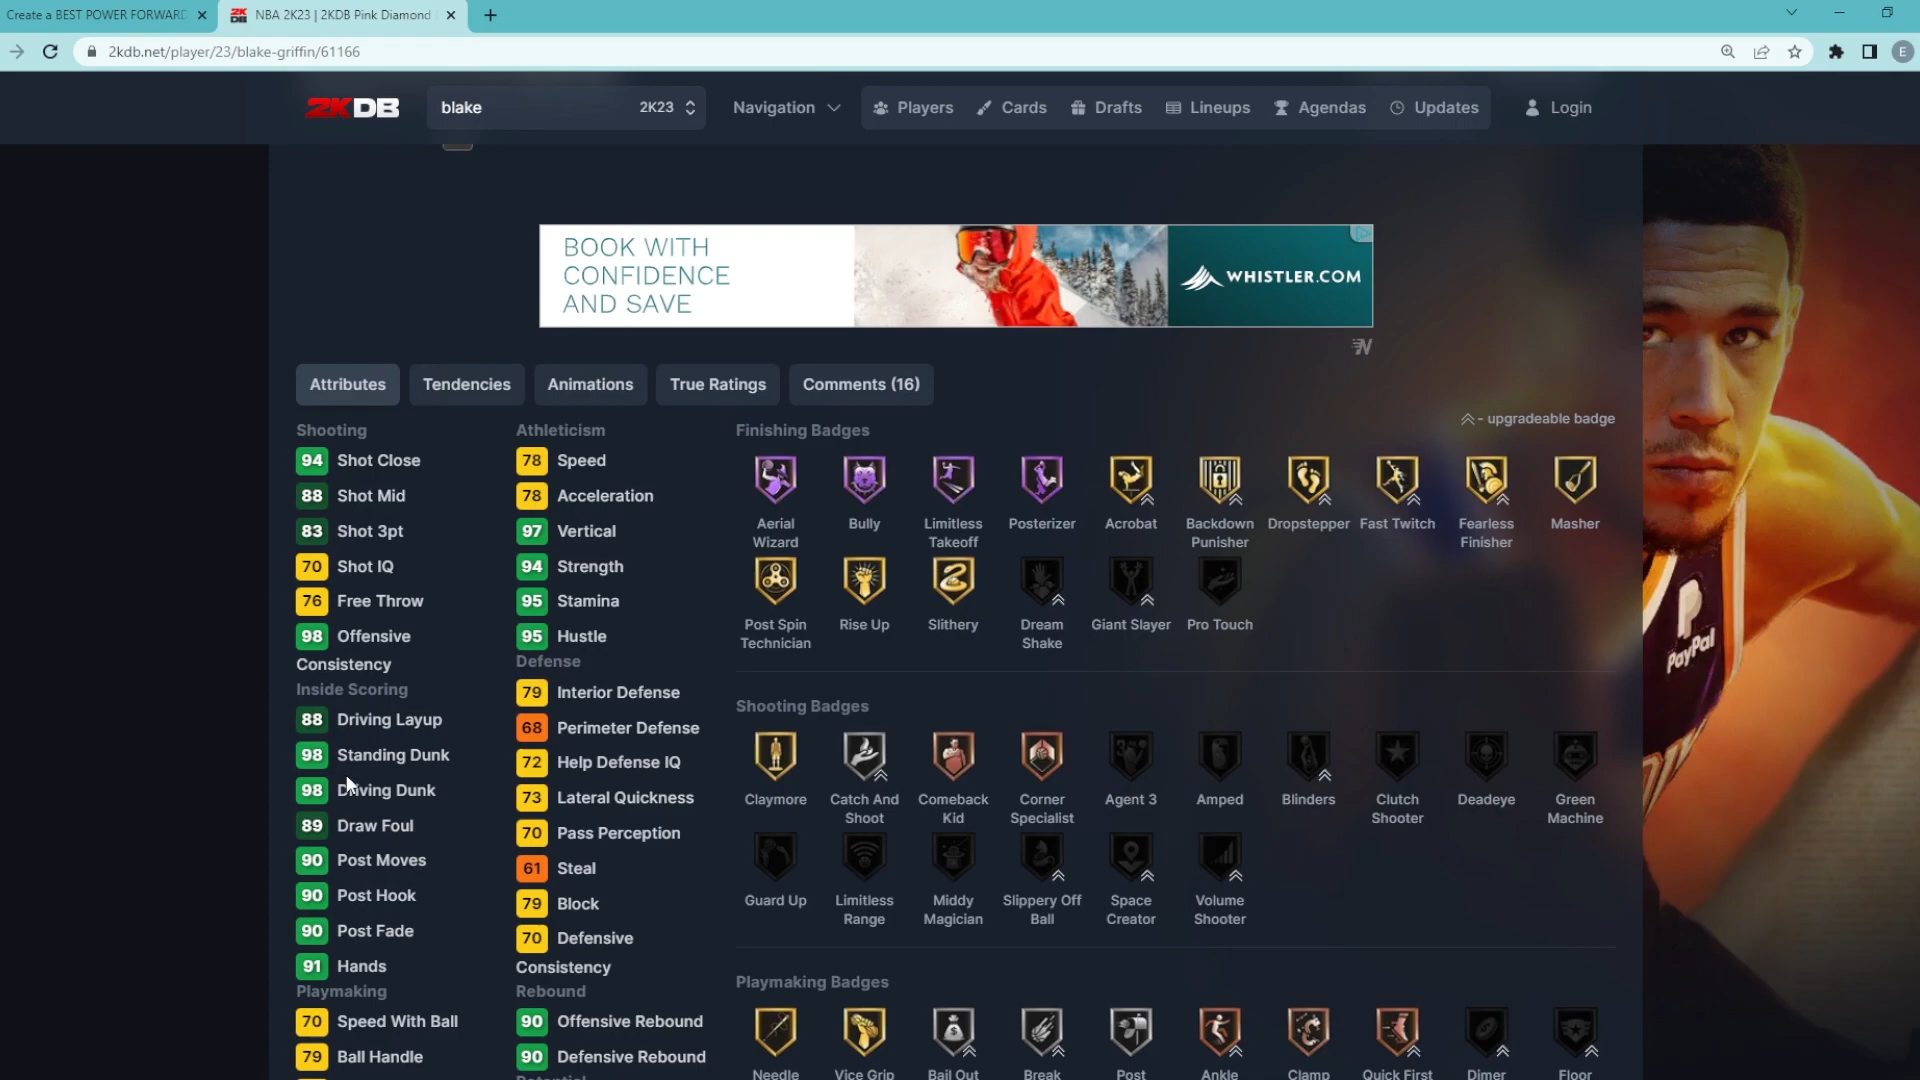 Create a BEST POWER FORWARD
NBA 2K23 | 2KDB Pink Diamond
2kdb.net/player/23/blake-griffin/61166
E
2KDB
blake
2K23
Navigation
Players
Cards
Drafts
Lineups
Agendas
Updates
Login
BOOK WITH
CONFIDENCE
AND SAVE
WHISTLER.COM
Attributes
Tendencies
Animations
True Ratings
Comments (16)
- upgradeable badge
Shooting
94 Shot Close
88 Shot Mid
83 Shot 3pt
70 Shot IQ
76 Free Throw
98 Offensive
Consistency
Inside Scoring
88 Driving Layup
98 Standing Dunk
98 Driving Dunk
89 Draw Foul
90 Post Moves
90 Post Hook
90 Post Fade
91 Hands
Playmaking
70 Speed With Ball
79 Ball Handle
Athleticism
78 Speed
78 Acceleration
97 Vertical
94 Strength
95 Stamina
95 Hustle
Defense
79 Interior Defense
68 Perimeter Defense
72 Help Defense IQ
73 Lateral Quickness
70 Pass Perception
61 Steal
79 Block
70 Defensive
Consistency
Rebound
90 Offensive Rebound
90 Defensive Rebound
Finishing Badges
Aerial
Wizard
Bully
Limitless
Takeoff
Posterizer
Acrobat
Backdown
Punisher
Dropstepper
Fast Twitch
Fearless
Finisher
Masher
Post Spin
Technician
Rise Up
Slithery
Dream
Shake
Giant Slayer
Pro Touch
Shooting Badges
Claymore
Catch And
Shoot
Comeback
Kid
Corner
Specialist
Agent 3
Amped
Blinders
Clutch
Shooter
Deadeye
Green
Machine
Guard Up
Limitless
Range
Middy
Magician
Slippery Off
Ball
Space
Creator
Volume
Shooter
Playmaking Badges
Needle
Vice Grip
Bail Out
Break
Post
Ankle
Clamp
Quick First
Dimer
Floor
PayPal